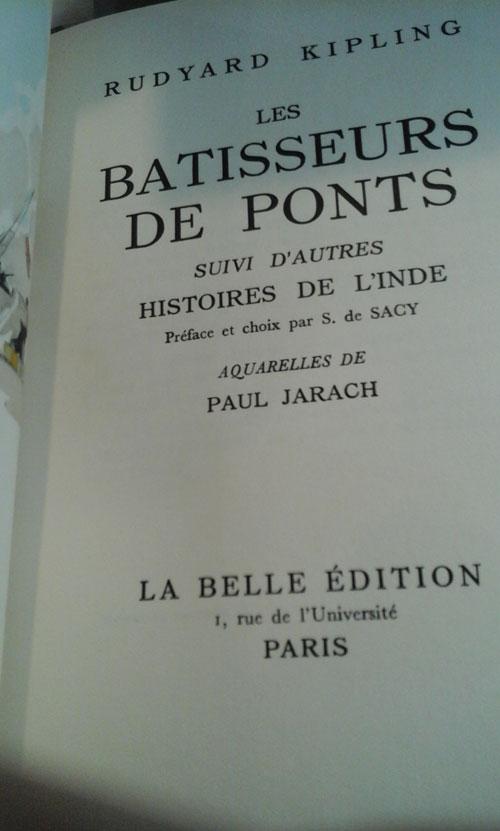 RUDYARD KIPLING
LES
BATISSEURS
DE PONTS
SUIVI D'AUTRES
HISTOIRES DE L'INDE
Préface et choix par S. de SACY
AQUARELLES DE
PAUL JARACH
LA BELLE ÉDITION
1, rue de l'Université
PARIS